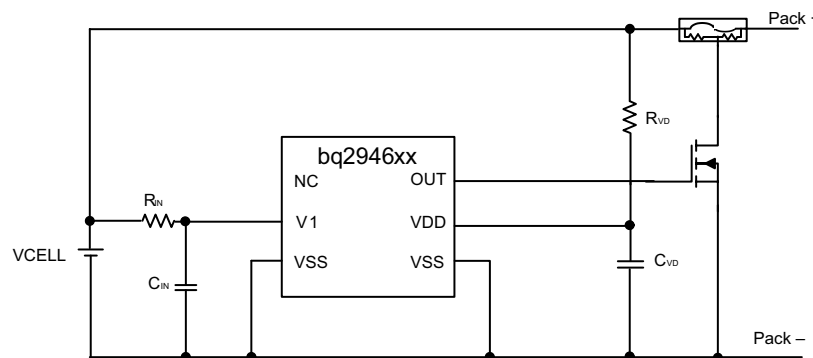 Pack +
RVD
bq2946xx
NC
OUT
RIN
V1
VDD
VCELL
VSS
VSS
CIN
CVD
Pack –